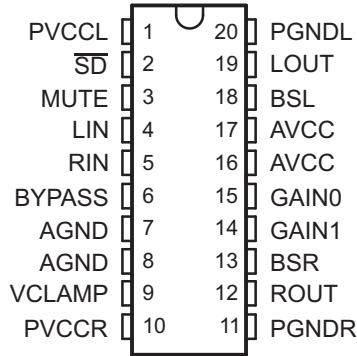 PVCCL 1 20 PGNDL
SD 2 19 LOUT
MUTE 3 18 BSL
LIN 4 17 AVCC
RIN 5 16 AVCC
BYPASS 6 15 GAIN0
AGND 7 14 GAIN1
AGND 8 13 BSR
VCLAMP 9 12 ROUT
PVCCR 10 11 PGNDR